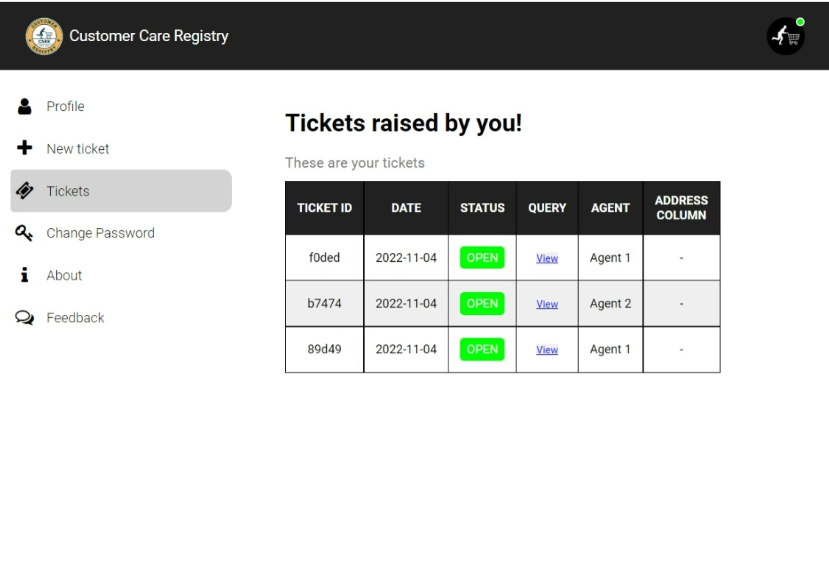 Customer Care Registry
Profile
New ticket
Tickets
Change Password
About
Feedback
Tickets raised by you!
These are your tickets
TICKET ID DATE STATUS QUERY AGENT ADDRESS COLUMN
f0ded 2022-11-04 OPEN View Agent 1 -
b7474 2022-11-04 OPEN View Agent 2 -
89d49 2022-11-04 OPEN View Agent 1 -